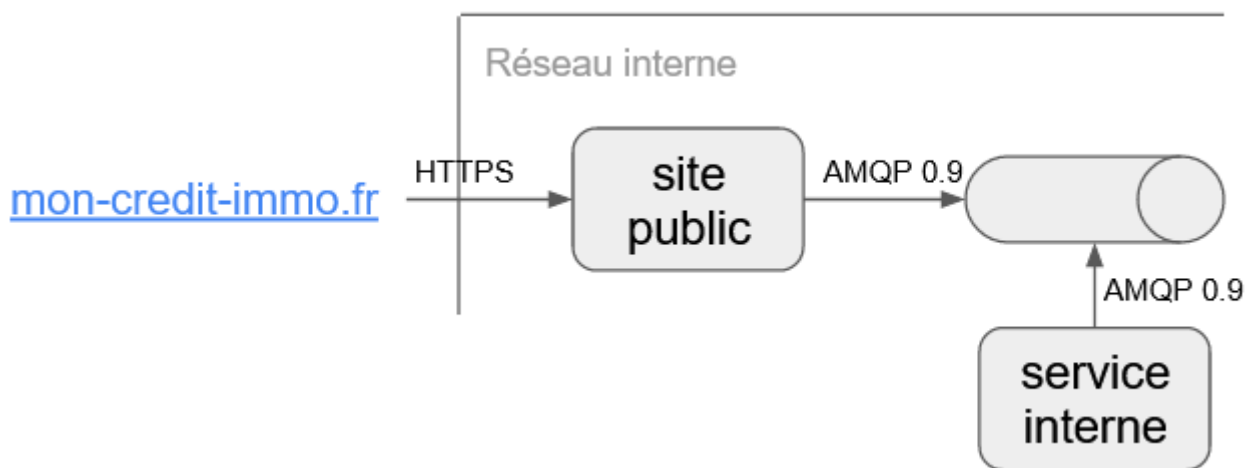 Réseau interne
HTTPS
site
public
AMQP 0.9
mon-credit-immo.fr
AMQP 0.9
service
interne